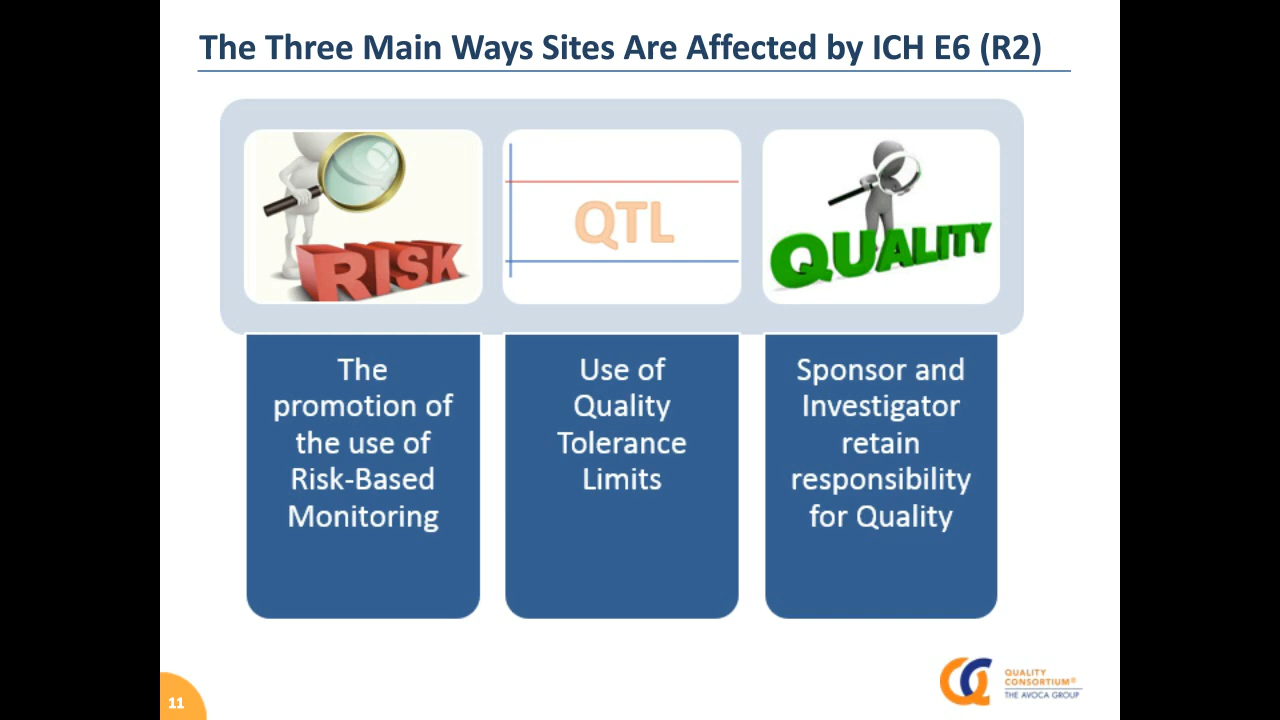 The Three Main Ways Sites Are Affected by ICH E6 (R2)
RISK
QTL
QUALITY
The
promotion of
the use of
Risk-Based
Monitoring
Use of
Quality
Tolerance
Limits
Sponsor and
Investigator
retain
responsibility
for Quality
11
QUALITY
CONSORTIUM®
THE AVOCA GROUP